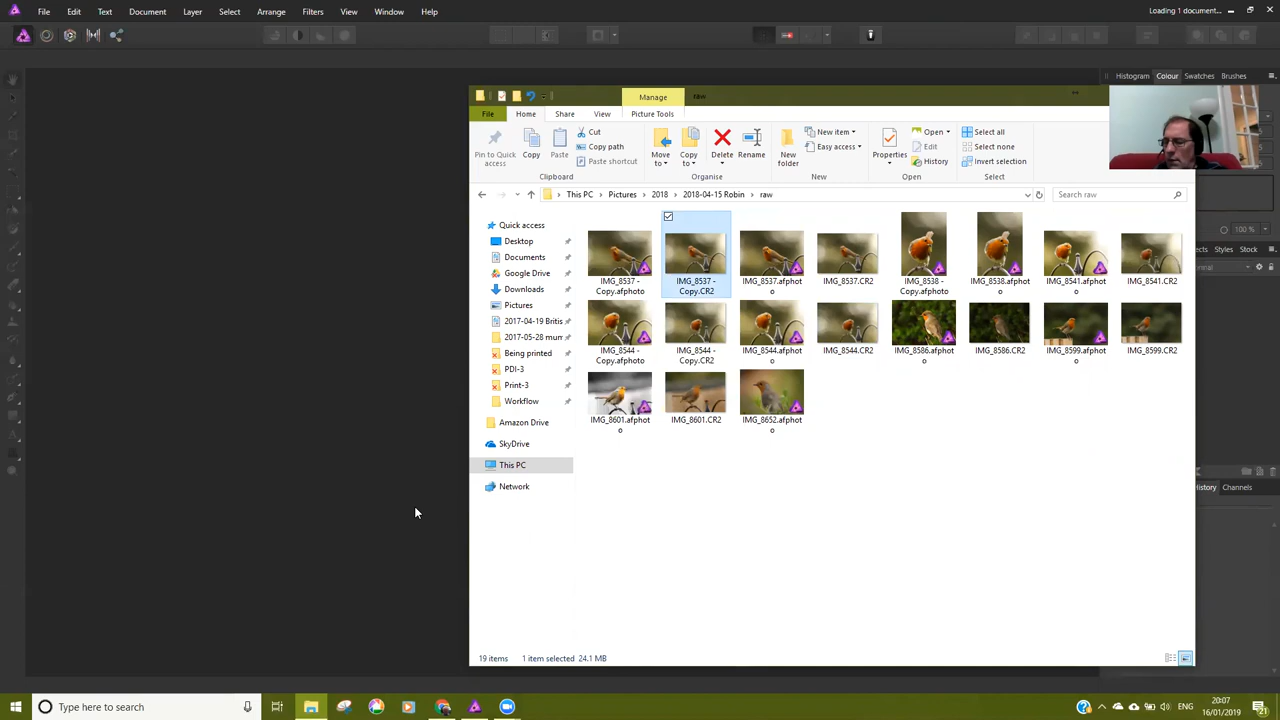 File Edit Text Document Layer Select Arrange Filters View Window Help
Loading 1 document...
Histogram Colour Swatches Brushes
Manage raw
File Home Share View Picture Tools
Pin to Quick access
Copy
Paste
Cut
Copy path
Paste shortcut
Clipboard
Move to
Copy to
Delete
Rename
Organise
New folder
New item
Easy access
New
Properties
Open
Edit
History
Open
Select all
Select none
Invert selection
Select
This PC Pictures 2018 2018-04-15 Robin raw
Search raw
Quick access
Desktop
Documents
Google Drive
Downloads
Pictures
2017-04-19 Britis
2017-05-28 mum
Being printed
PDI-3
Print-3
Workflow
Amazon Drive
SkyDrive
This PC
Network
IMG_8537 - Copy.afphoto
IMG_8537 - Copy.CR2
IMG_8537.afphoto
IMG_8537.CR2
IMG_8538 - Copy.afphoto
IMG_8538.afphoto
IMG_8541.afphoto
IMG_8541.CR2
IMG_8544 - Copy.afphoto
IMG_8544 - Copy.CR2
IMG_8544.afphoto
IMG_8544.CR2
IMG_8586.afphoto
IMG_8586.CR2
IMG_8599.afphoto
IMG_8599.CR2
IMG_8601.afphoto
IMG_8601.CR2
IMG_8652.afphoto
100 %
Effects Styles Stock
History Channels
19 items 1 item selected 24.1 MB
Type here to search
20:07
16/01/2019
21